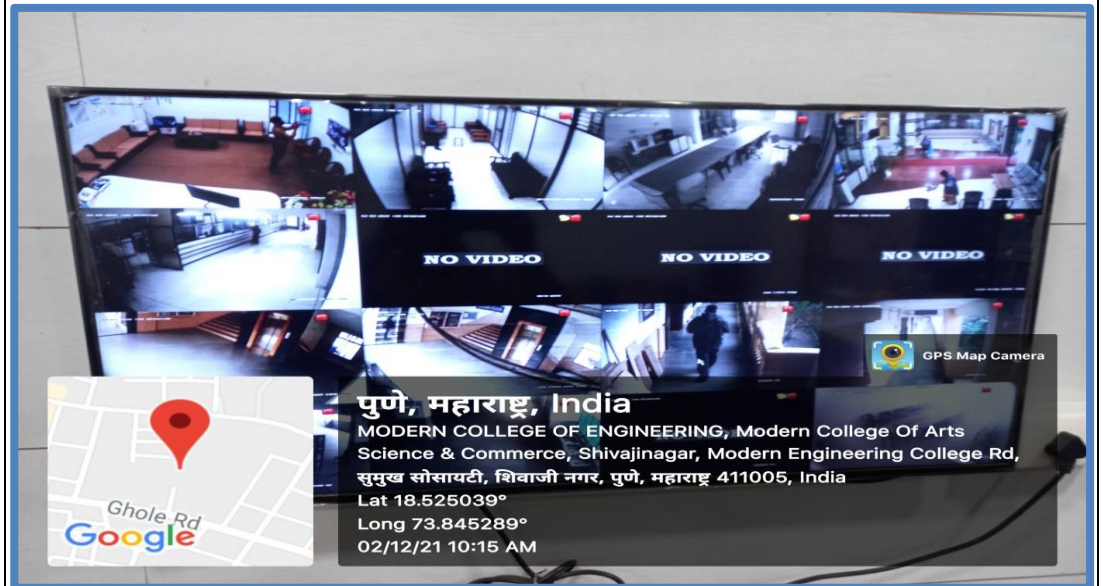 NO VIDEO
NO VIDEO
NO VIDEO
GPS Map Camera
पुणे, महाराष्ट्र, India
MODERN COLLEGE OF ENGINEERING, Modern College Of Arts
Science & Commerce, Shivajinagar, Modern Engineering College Rd,
सुमुख सोसायटी, शिवाजी नगर, पुणे, महाराष्ट्र 411005, India
Lat 18.525039°
Long 73.845289°
02/12/21 10:15 AM
Ghole Rd
Google